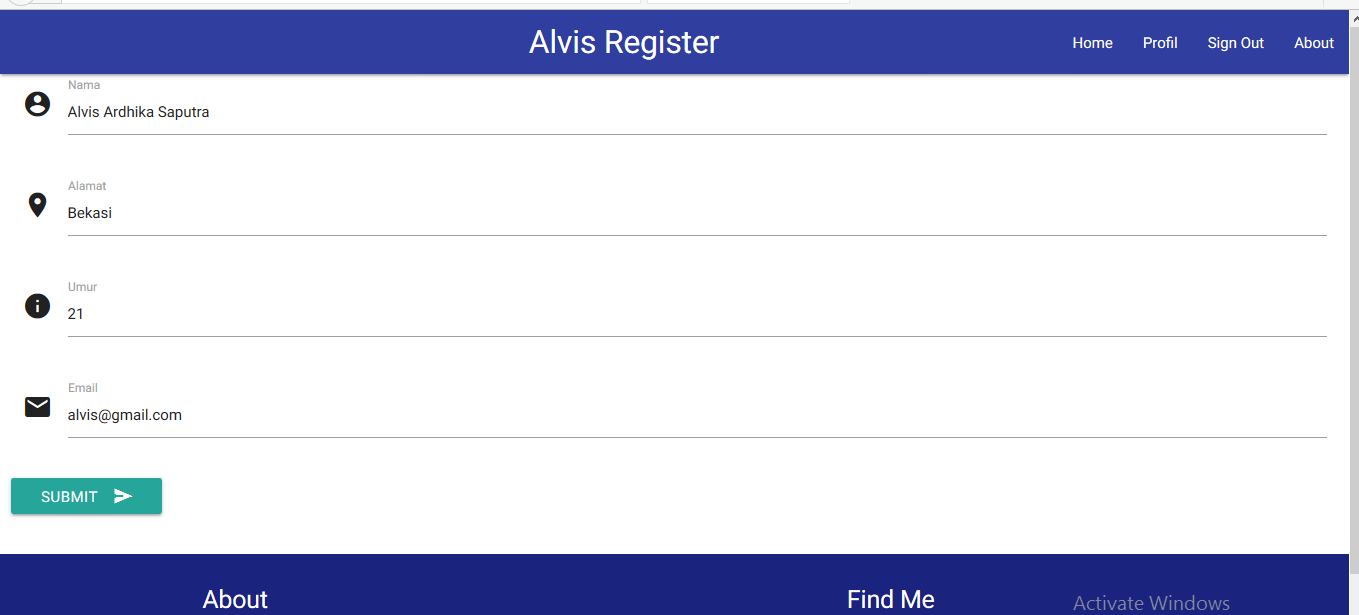 Alvis Register
Home Profil Sign Out About
Nama
Alvis Ardhika Saputra
Alamat
Bekasi
Umur
21
Email
alvis@gmail.com
SUBMIT
About Find Me
Activate Windows